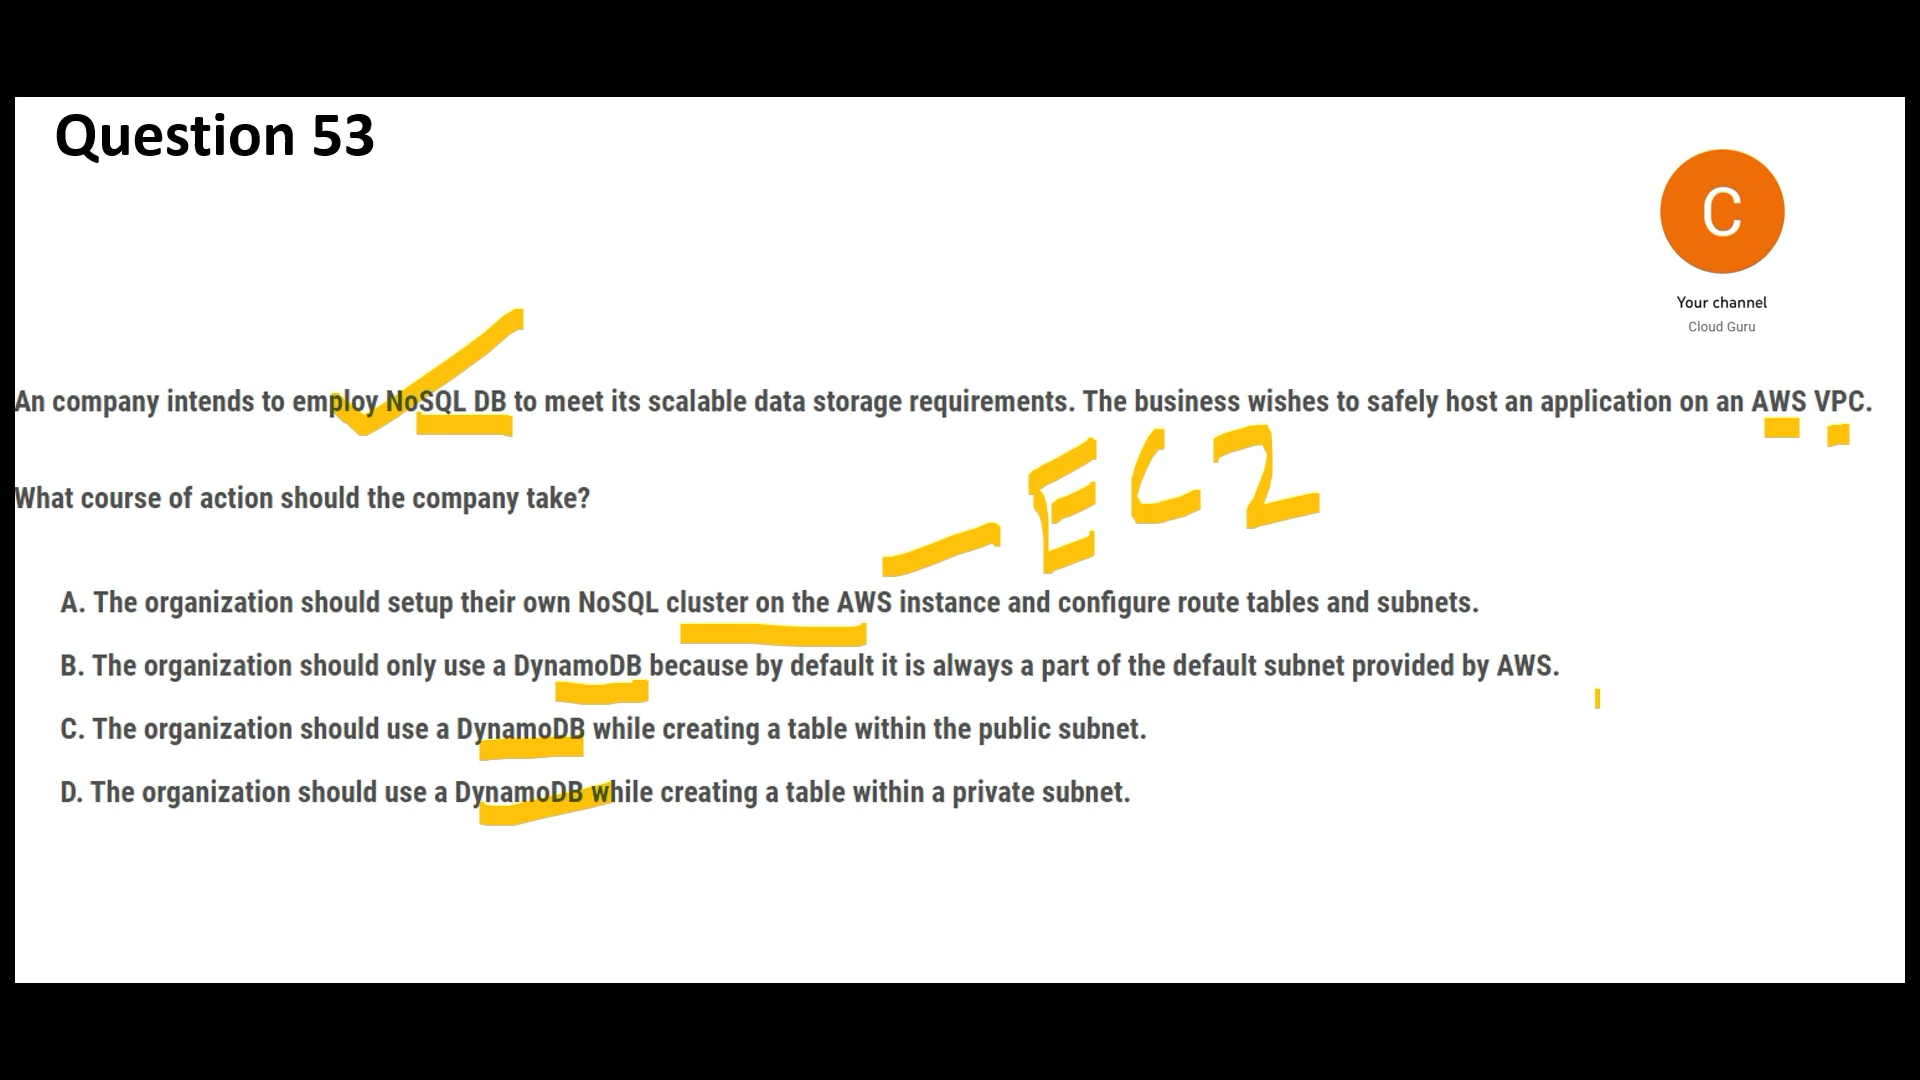 Question 53
C
Your channel
Cloud Guru
An company intends to employ NoSQL DB to meet its scalable data storage requirements. The business wishes to safely host an application on an AWS VPC.
EC2
What course of action should the company take?
A. The organization should setup their own NoSQL cluster on the AWS instance and configure route tables and subnets.
B. The organization should only use a DynamoDB because by default it is always a part of the default subnet provided by AWS.
C. The organization should use a DynamoDB while creating a table within the public subnet.
D. The organization should use a DynamoDB while creating a table within a private subnet.